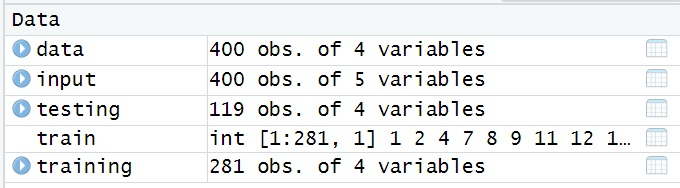 Data
data 400 obs. of 4 variables
input 400 obs. of 5 variables
testing 119 obs. of 4 variables
train int [1:281, 1] 1 2 4 7 8 9 11 12 1…
training 281 obs. of 4 variables